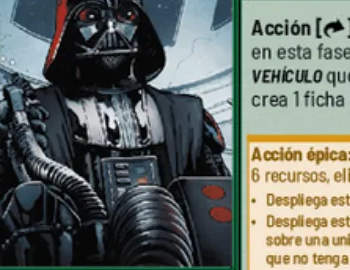 Acción [
en esta fase
VEHÍCULO que
crea 1 ficha
Acción épica:
6 recursos, eli
• Despliega est
• Despliega est
sobre una uni
que no tenga